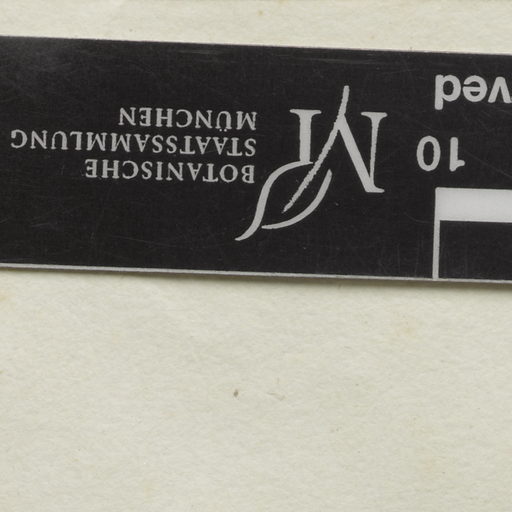 BOTANISCHE
STAATSSAMMLUNG
MÜNCHEN
M
10
ved